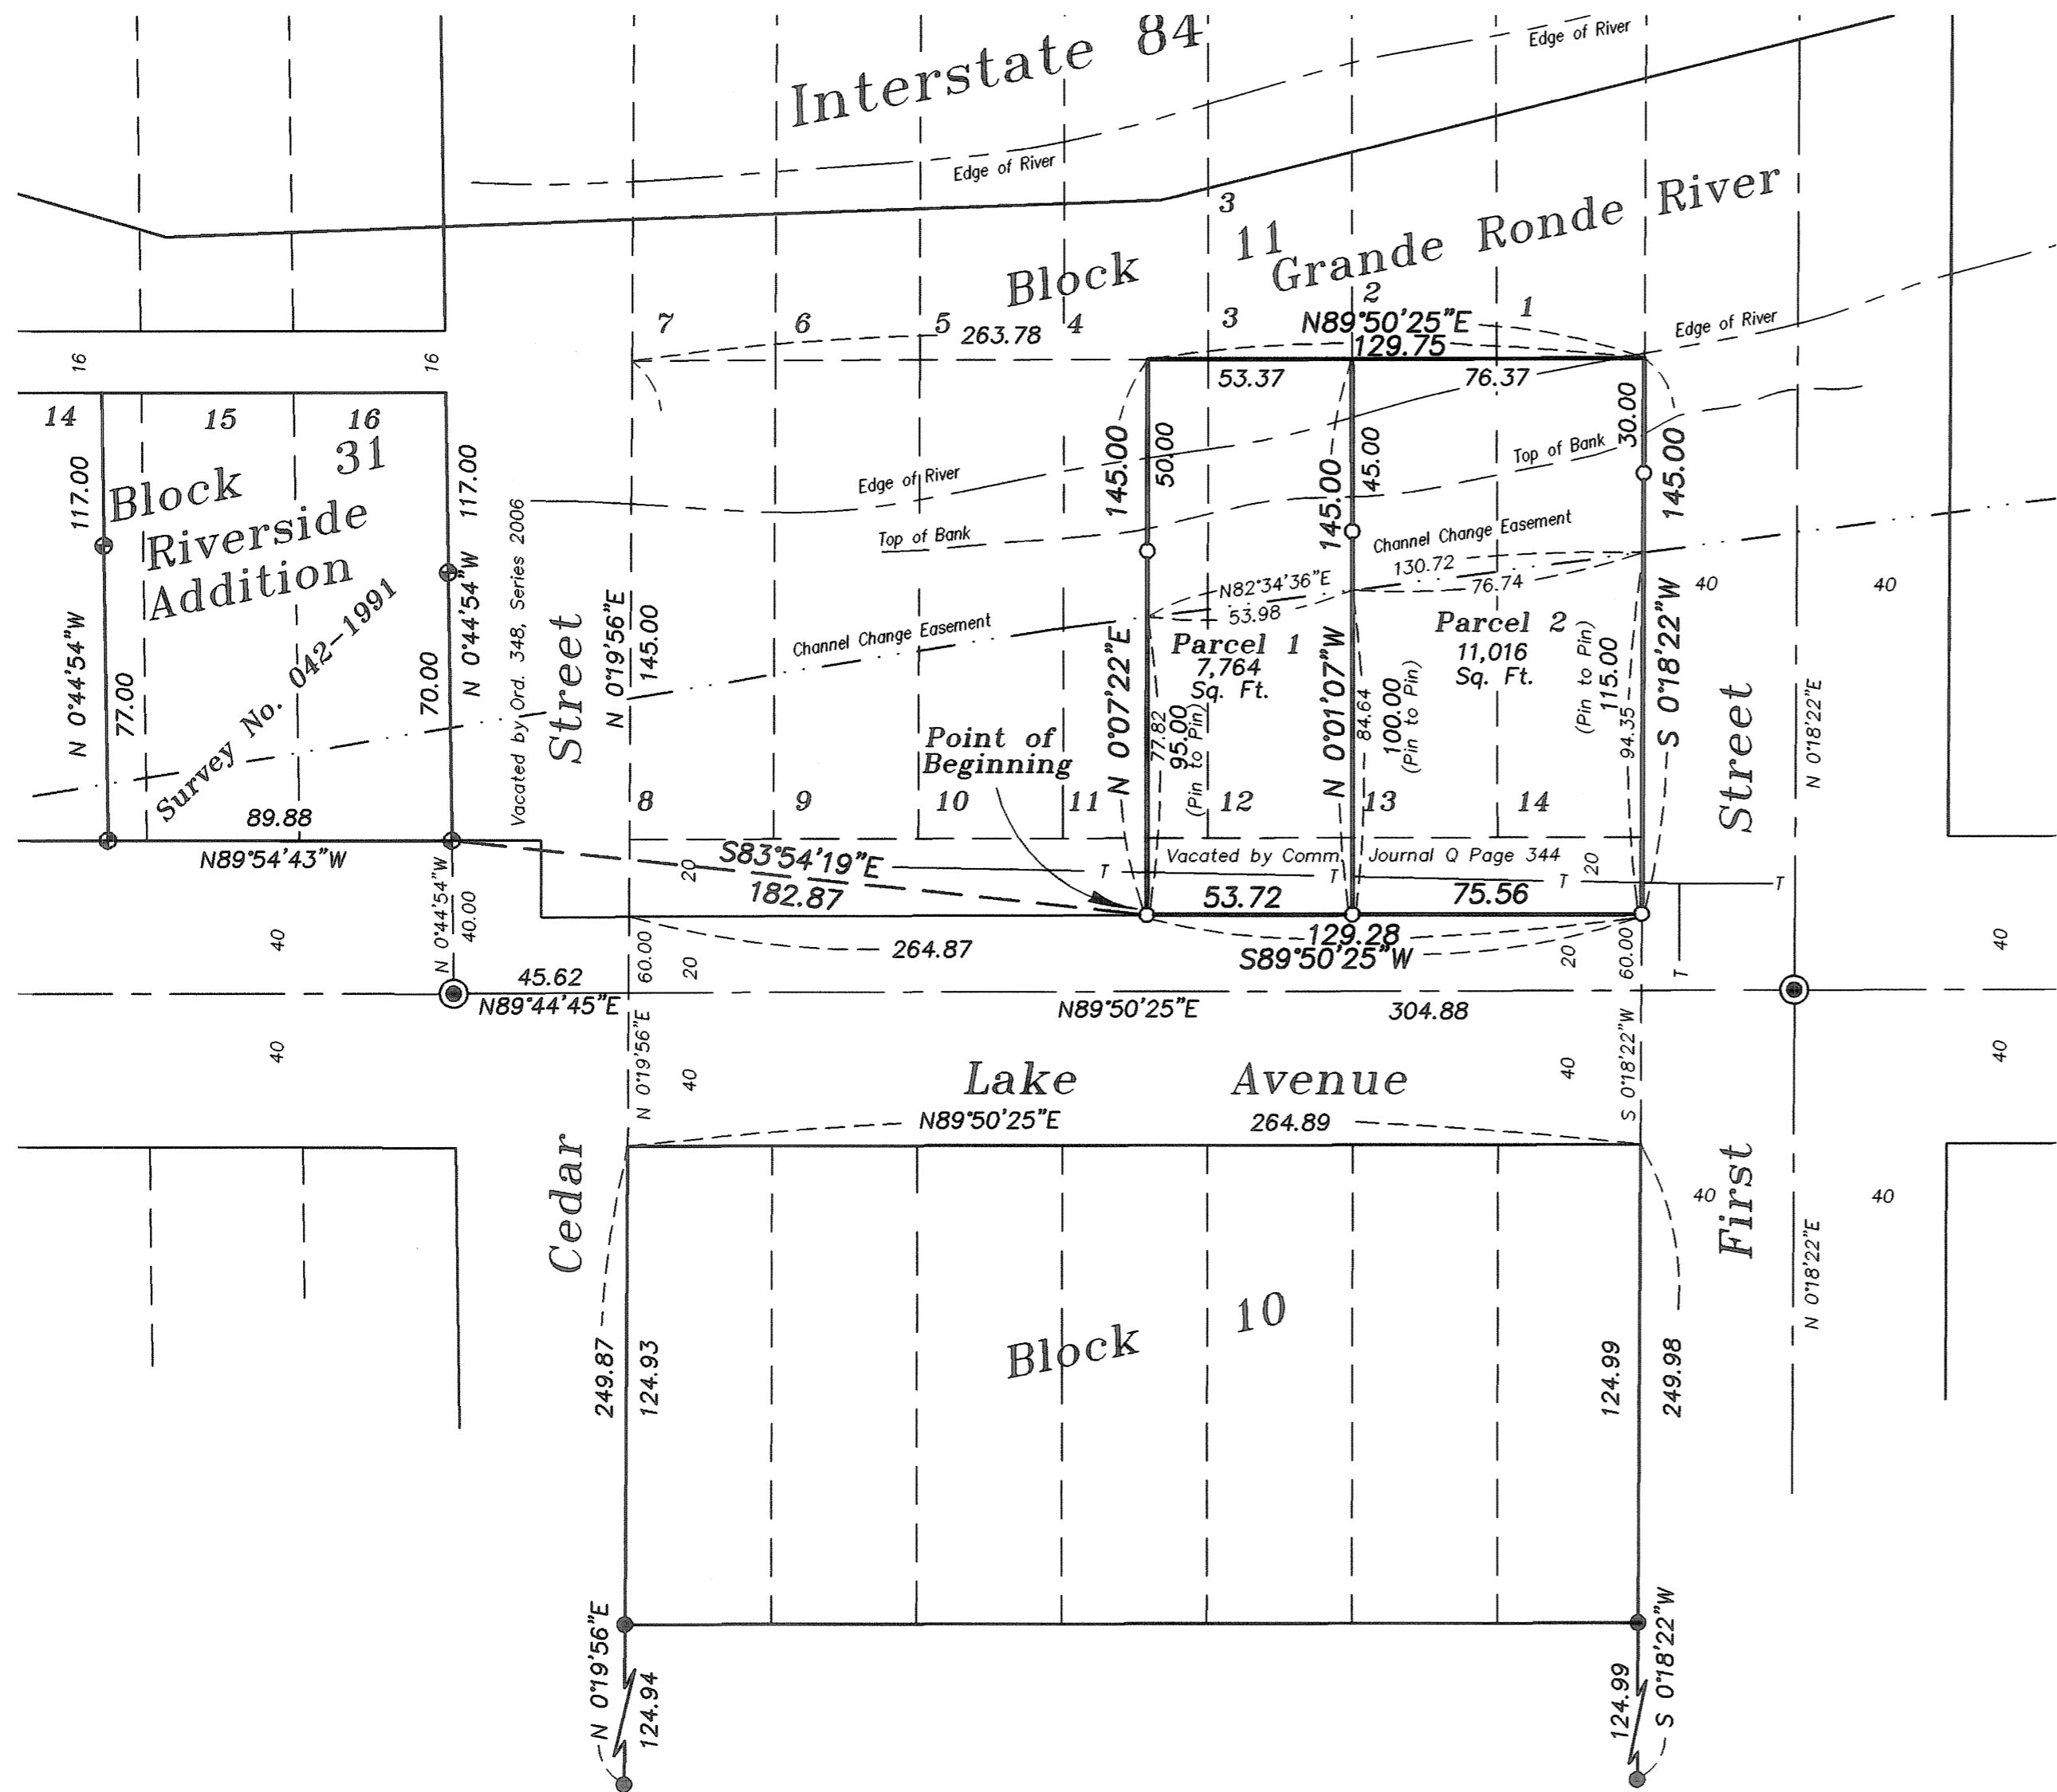 Interstate 84
Edge of River
Edge of River
Block 11
3
Grande Ronde River
Edge of River
7
6
5
4
3
2
1
263.78
N89°50'25"E
129.75
53.37
76.37
16
16
14
15
16
Block 31
Riverside
Addition
Survey No. 042-1991
117.00
117.00
N 0°44'54"W
77.00
70.00
N 0°44'54"W
89.88
N89°54'43"W
Vacated by Ord. 348, Series 2006
Street
N 0°19'56"E
145.00
Edge of River
Top of Bank
Top of Bank
Channel Change Easement
Channel Change Easement
145.00
50.00
145.00
45.00
30.00
145.00
130.72
N82°34'36"E
53.98
76.74
Parcel 1
7,764
Sq. Ft.
Parcel 2
11,016
Sq. Ft.
N 0°07'22"E
77.82
95.00
(Pin to Pin)
N 0°01'07"W
84.64
100.00
(Pin to Pin)
(Pin to Pin)
115.00
94.35
S 0°18'22"W
40
40
Street
N 0°18'22"E
Point of
Beginning
8
9
10
11
12
13
14
S83°54'19"E
182.87
20
T
Vacated by Comm. Journal Q Page 344
20
T
T
T
T
53.72
75.56
129.28
S89°50'25"W
264.87
N 0°44'54"W
40.00
40
45.62
N89°44'45"E
60.00
20
20
60.00
40
N89°50'25"E
304.88
40
N 0°19'56"E
40
Lake Avenue
40
S 0°18'22"W
40
N89°50'25"E
264.89
Cedar
First
40
40
N 0°18'22"E
249.87
124.93
Block 10
124.99
249.98
N 0°19'56"E
124.94
124.99
S 0°18'22"W